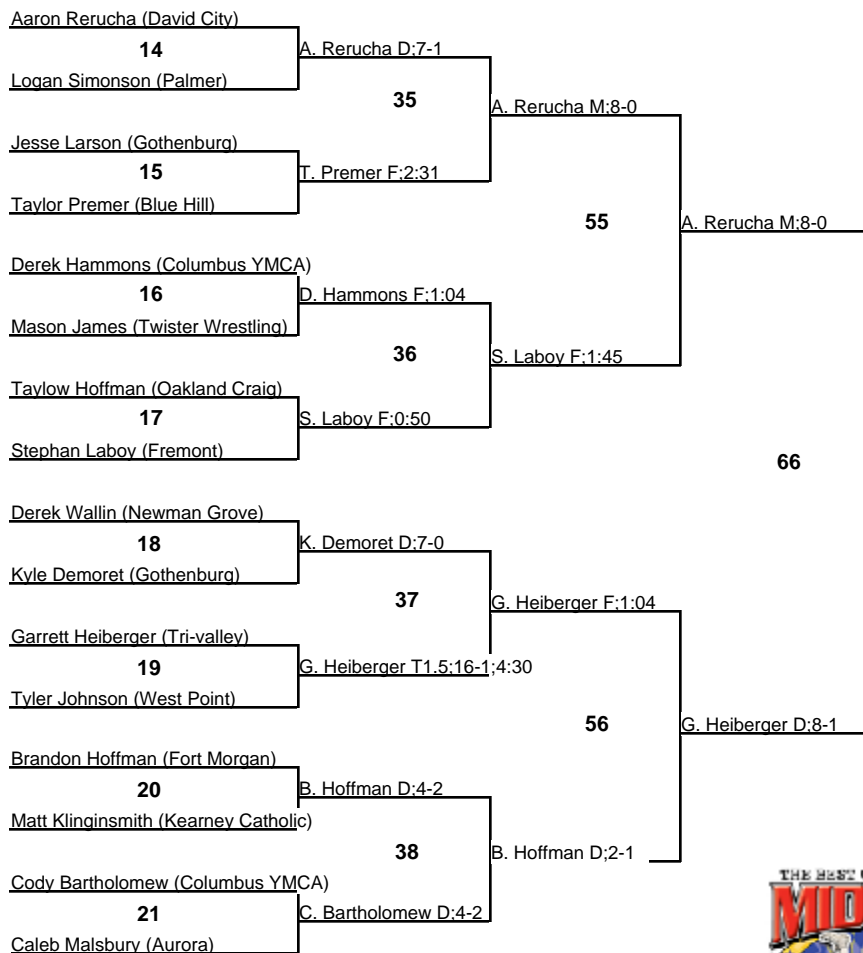 Aaron Rerucha (David City)
14
A. Rerucha D;7-1
Logan Simonson (Palmer)
35
A. Rerucha M;8-0
Jesse Larson (Gothenburg)
15
T. Premer F;2:31
Taylor Premer (Blue Hill)
55
A. Rerucha M;8-0
Derek Hammons (Columbus YMCA)
16
D. Hammons F;1:04
Mason James (Twister Wrestling)
36
S. Laboy F;1:45
Taylow Hoffman (Oakland Craig)
17
S. Laboy F;0:50
Stephan Laboy (Fremont)
66
Derek Wallin (Newman Grove)
18
K. Demoret D;7-0
Kyle Demoret (Gothenburg)
37
G. Heiberger F;1:04
Garrett Heiberger (Tri-valley)
19
G. Heiberger T1.5;16-1;4:30
Tyler Johnson (West Point)
56
G. Heiberger D;8-1
Brandon Hoffman (Fort Morgan)
20
B. Hoffman D;4-2
Matt Klinginsmith (Kearney Catholic)
38
B. Hoffman D;2-1
Cody Bartholomew (Columbus YMCA)
21
C. Bartholomew D;4-2
Caleb Malsbury (Aurora)
THE BEST